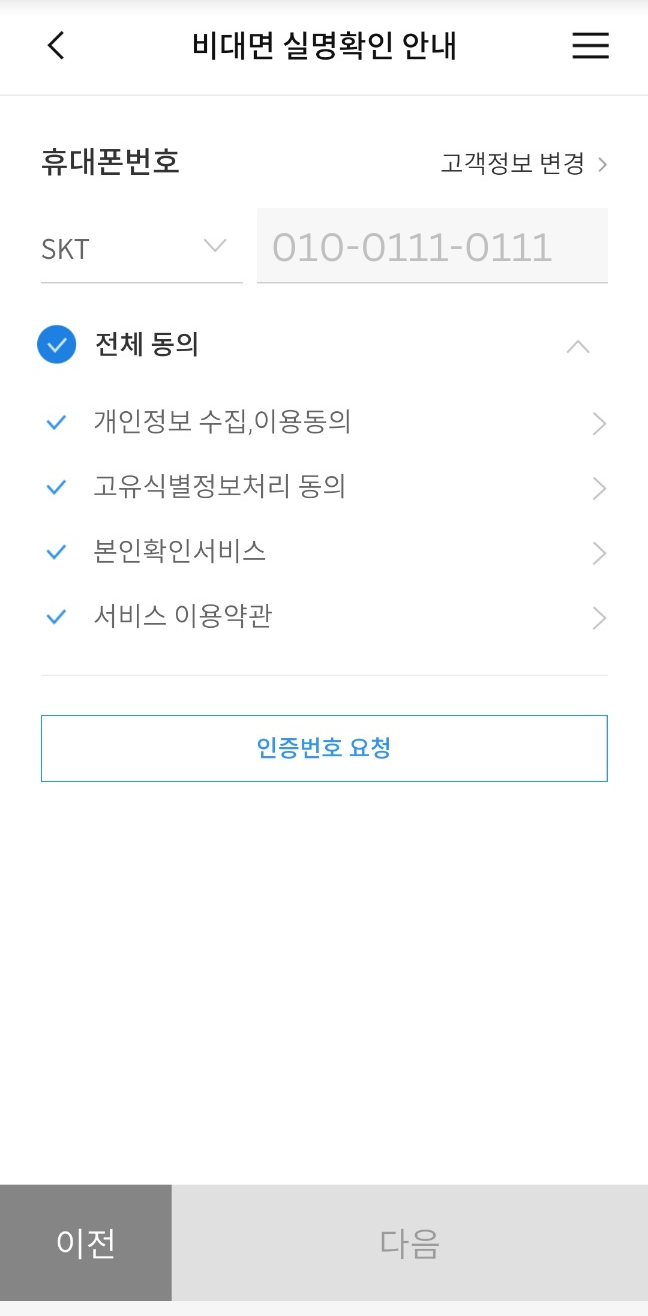 비대면 실명확인 안내
휴대폰번호 고객정보 변경
SKT 010-0111-0111
전체 동의
개인정보 수집,이용동의
고유식별정보처리 동의
본인확인서비스
서비스 이용약관
인증번호 요청
이전 다음